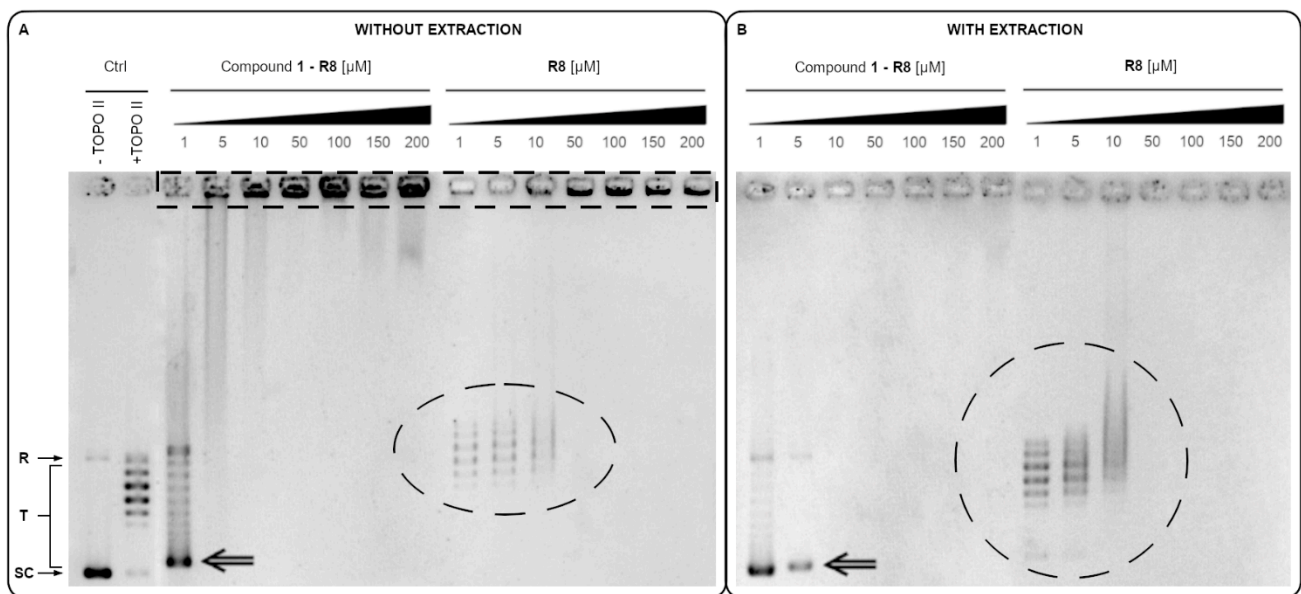 A
WITHOUT EXTRACTION
Ctrl
Compound 1 - R8 [µM]
R8 [µM]
- TOPO II
+TOPO II
1 5 10 50 100 150 200
1 5 10 50 100 150 200
R
T
SC
B
WITH EXTRACTION
Compound 1 - R8 [µM]
R8 [µM]
1 5 10 50 100 150 200
1 5 10 50 100 150 200